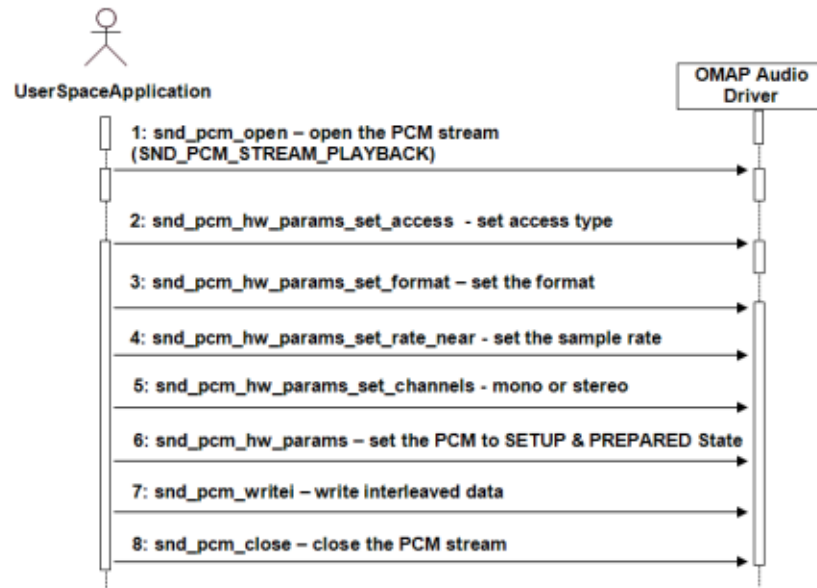 UserSpaceApplication
OMAP Audio
Driver
1: snd_pcm_open – open the PCM stream
(SND_PCM_STREAM_PLAYBACK)
2: snd_pcm_hw_params_set_access - set access type
3: snd_pcm_hw_params_set_format – set the format
4: snd_pcm_hw_params_set_rate_near - set the sample rate
5: snd_pcm_hw_params_set_channels - mono or stereo
6: snd_pcm_hw_params – set the PCM to SETUP & PREPARED State
7: snd_pcm_writei – write interleaved data
8: snd_pcm_close – close the PCM stream